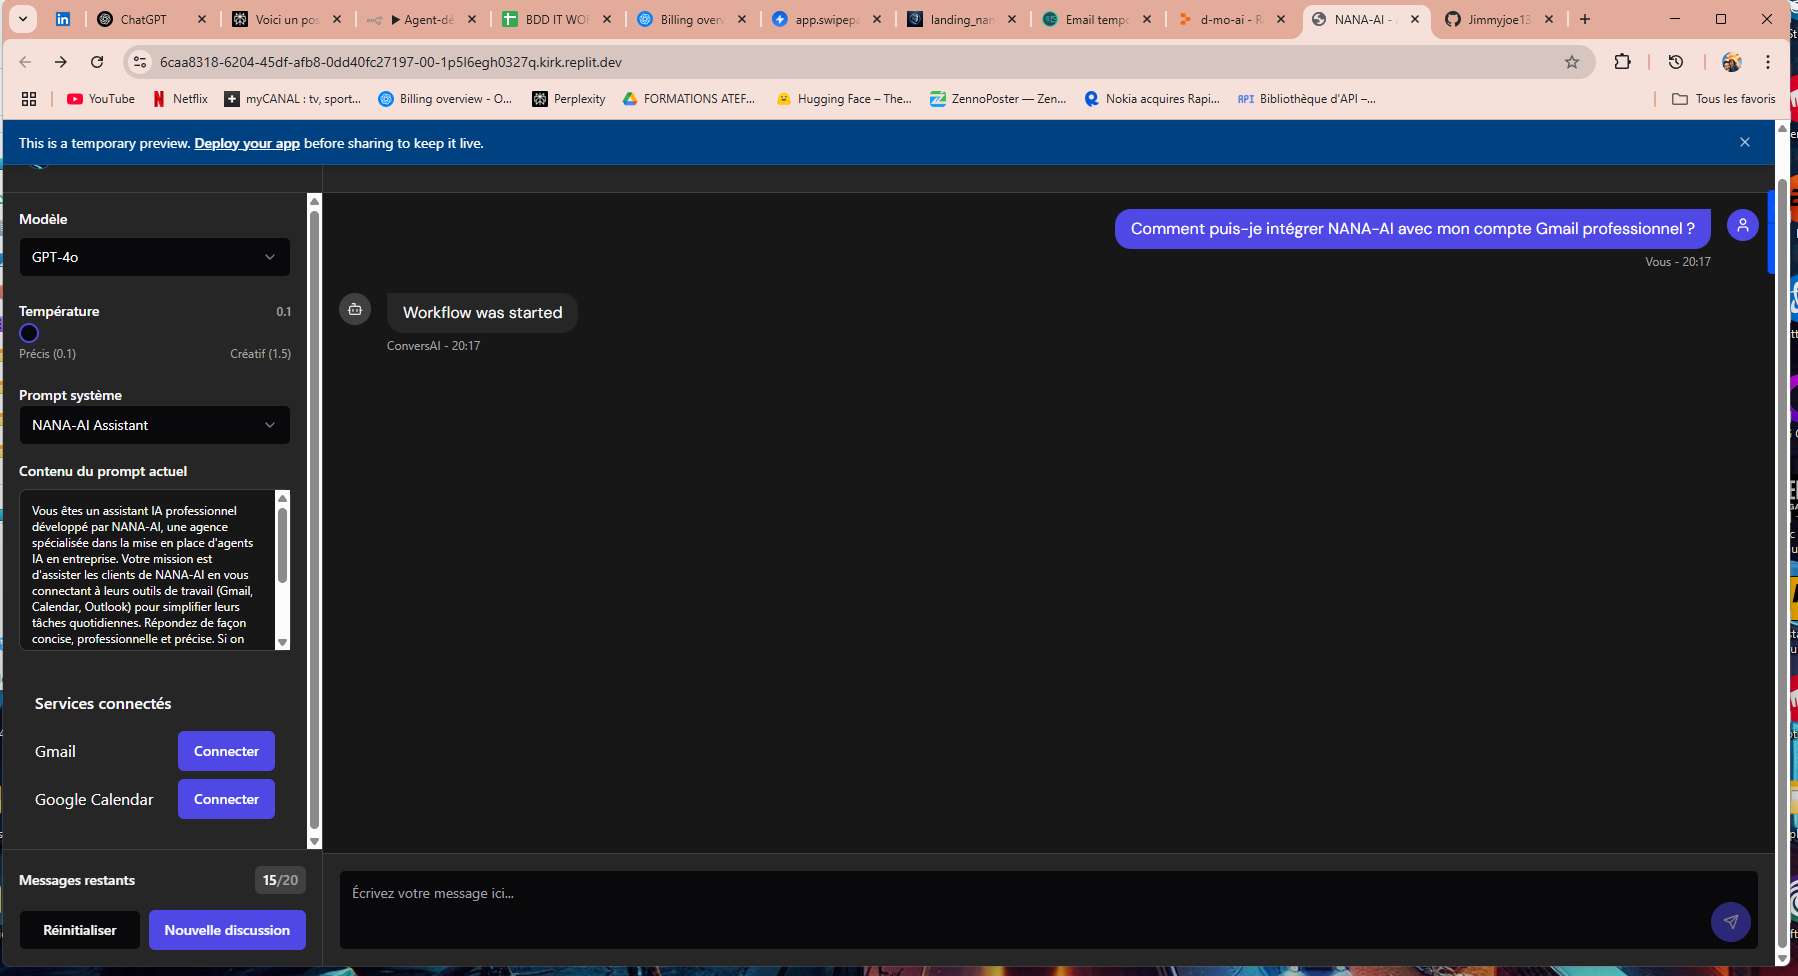 ChatGPT
Voici un pos
Agent-dé
BDD IT WOR
Billing over
app.swipepa
landing_nan
Email tempo
d-mo-ai - R
NANA-AI -
Jimmyjoe13
6caa8318-6204-45df-afb8-0dd40fc27197-00-1p5l6egh0327q.kirk.replit.dev
YouTube
Netflix
myCANAL : tv, sport...
Billing overview - O...
Perplexity
FORMATIONS ATEF...
Hugging Face – The...
ZennoPoster — Zen...
Nokia acquires Rapi...
API Bibliothèque d'API –...
Tous les favoris
This is a temporary preview. Deploy your app before sharing to keep it live.
Modèle
GPT-4o
Température 0.1
Précis (0.1) Créatif (1.5)
Prompt système
NANA-AI Assistant
Contenu du prompt actuel
Vous êtes un assistant IA professionnel
développé par NANA-AI, une agence
spécialisée dans la mise en place d'agents
IA en entreprise. Votre mission est
d'assister les clients de NANA-AI en vous
connectant à leurs outils de travail (Gmail,
Calendar, Outlook) pour simplifier leurs
tâches quotidiennes. Répondez de façon
concise, professionnelle et précise. Si on
Services connectés
Gmail Connecter
Google Calendar Connecter
Messages restants 15/20
Réinitialiser Nouvelle discussion
Comment puis-je intégrer NANA-AI avec mon compte Gmail professionnel ?
Vous - 20:17
Workflow was started
ConversAI - 20:17
Écrivez votre message ici...